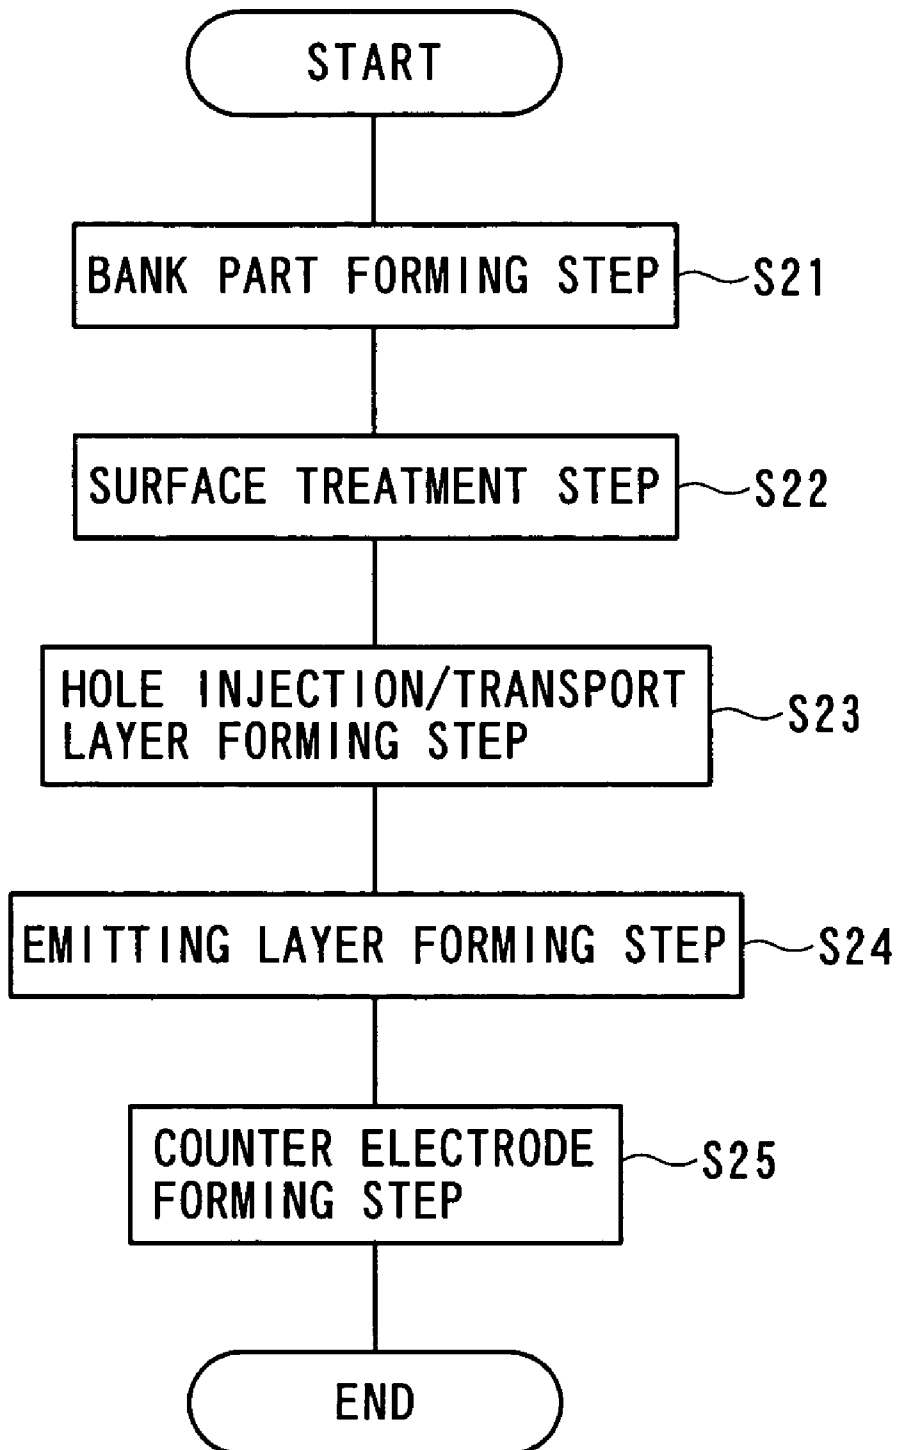 START
BANK PART FORMING STEP
S21
SURFACE TREATMENT STEP
S22
HOLE INJECTION/TRANSPORT
LAYER FORMING STEP
S23
EMITTING LAYER FORMING STEP
S24
COUNTER ELECTRODE
FORMING STEP
S25
END